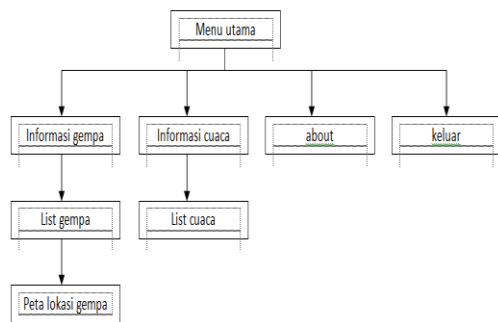 Menu utama
Informasi gempa
Informasi cuaca
about
keluar
List gempa
List cuaca
Peta lokasi gempa